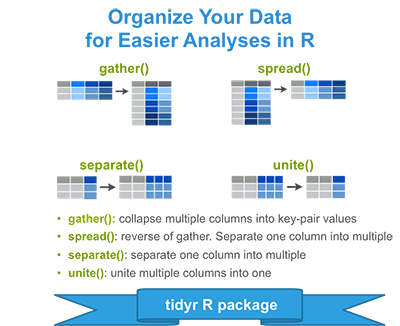 Organize Your Data
for Easier Analyses in R
gather()
spread()
separate()
unite()
• gather(): collapse multiple columns into key-pair values
• spread(): reverse of gather. Separate one column into multiple
• separate(): separate one column into multiple
• unite(): unite multiple columns into one
tidyr R package